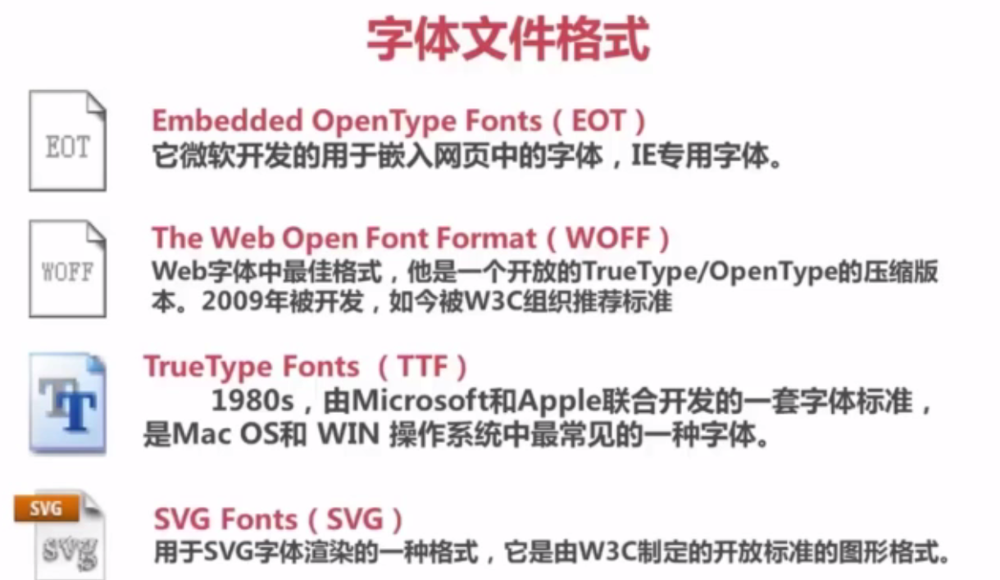 字体文件格式
EOT
Embedded OpenType Fonts ( EOT )
它微软开发的用于嵌入网页中的字体，IE专用字体。
WOFF
The Web Open Font Format ( WOFF )
Web字体中最佳格式，他是一个开放的TrueType/OpenType的压缩版
本。2009年被开发，如今被W3C组织推荐标准
TT
TrueType Fonts （ TTF ）
1980s，由Microsoft和Apple联合开发的一套字体标准，
是Mac OS和 WIN 操作系统中最常见的一种字体。
SVG
SVG
SVG Fonts ( SVG )
用于SVG字体渲染的一种格式，它是由W3C制定的开放标准的图形格式。